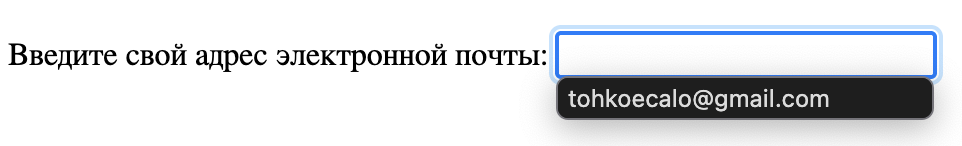 Введите свой адрес электронной почты:
tohkoecalo@gmail.com